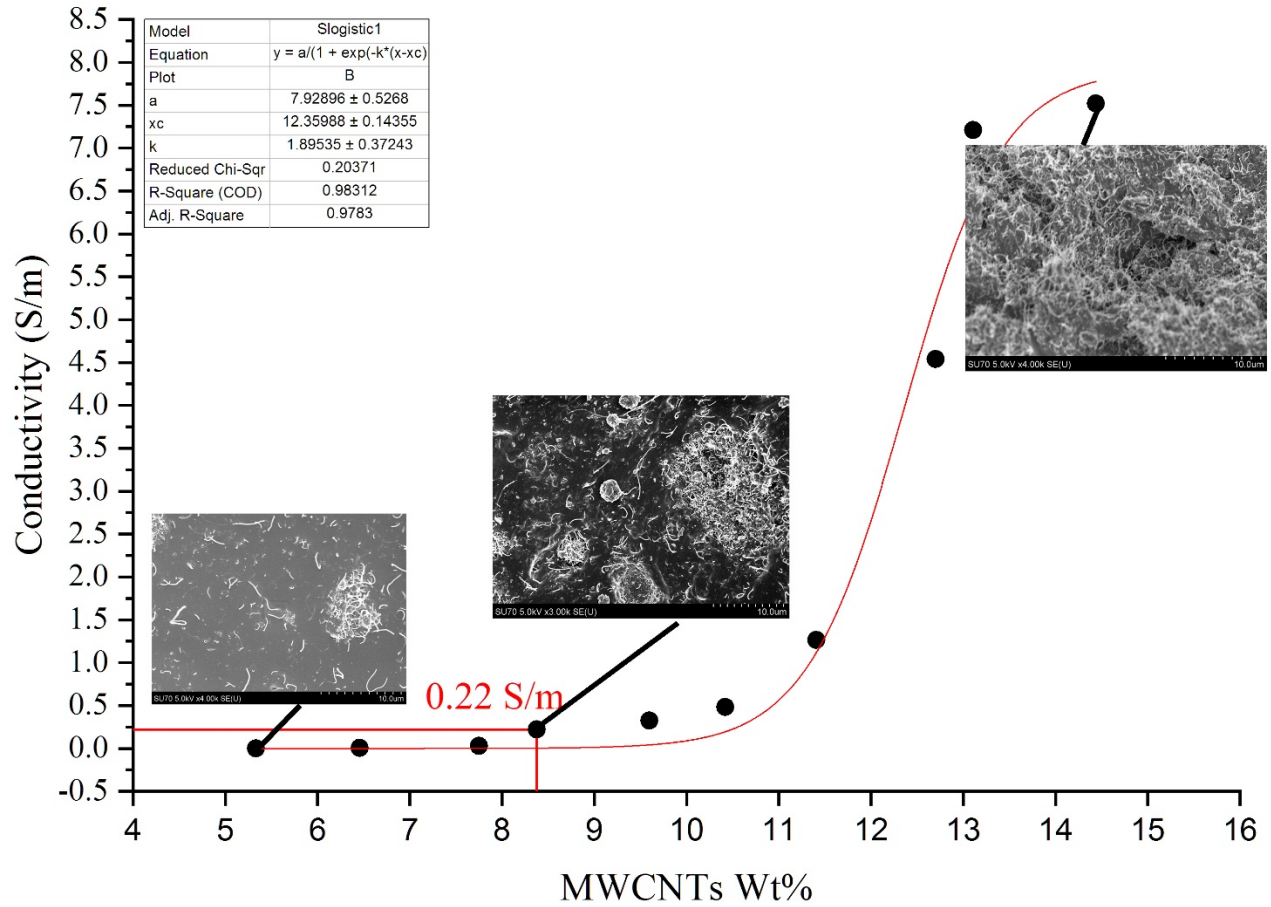 8.5
8.0
7.5
7.0
6.5
6.0
5.5
5.0
4.5
4.0
3.5
3.0
2.5
2.0
1.5
1.0
0.5
0.0
-0.5
Conductivity (S/m)
Model Slogistic1
Equation y = a/(1 + exp(-k*(x-xc)
Plot B
a 7.92896 ± 0.5268
xc 12.35988 ± 0.14355
k 1.89535 ± 0.37243
Reduced Chi-Sqr 0.20371
R-Square (COD) 0.98312
Adj. R-Square 0.9783
SU70 5.0kV x4.00k SE(U) 10.0um
SU70 5.0kV x3.00k SE(U) 10.0um
SU70 5.0kV x4.00k SE(U) 10.0um
0.22 S/m
4 5 6 7 8 9 10 11 12 13 14 15 16
MWCNTs Wt%